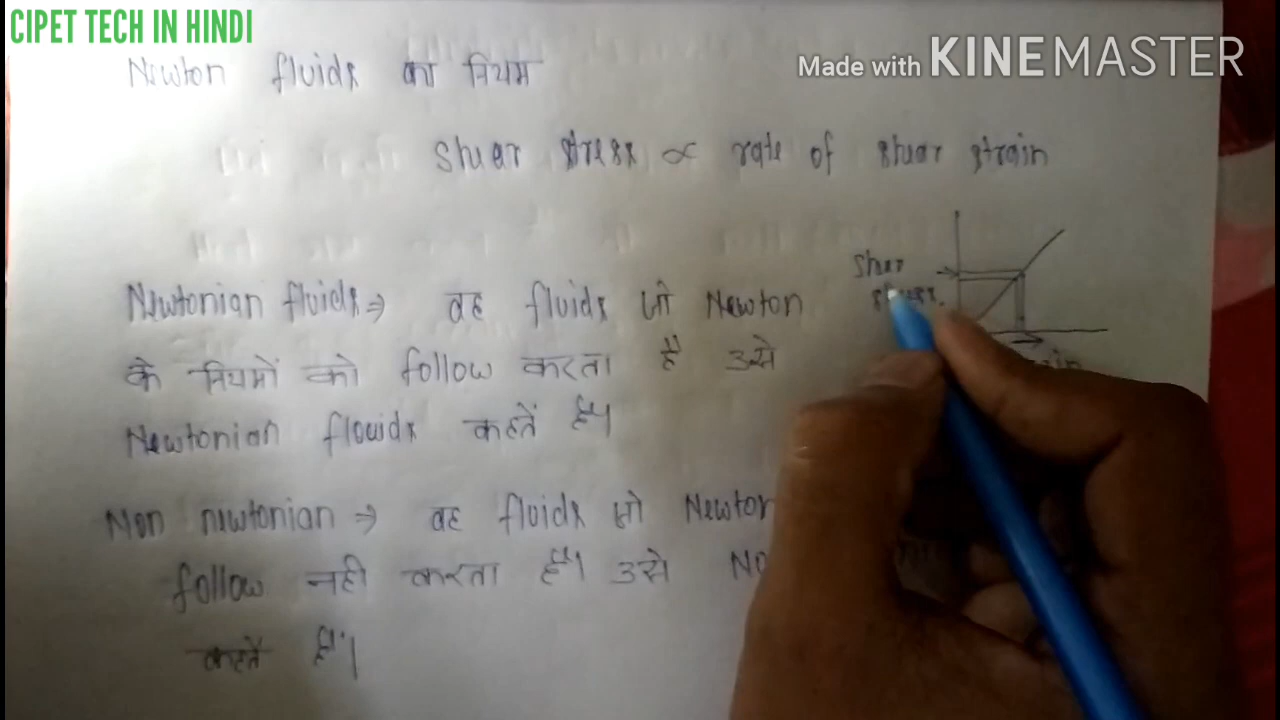 CIPET TECH IN HINDI
Made with KINEMASTER
Newton fluids का नियम
Shear stress ∝ rate of shear strain
Newtonian fluids ⇒ वह fluids जो Newton
के नियमों को follow करता है उसे
Newtonian flouids कहतें हैं।
Shear
stress.
Non newtonian ⇒ वह fluids जो Newton
follow नही करता हैं। उसे
कहतें हैं।